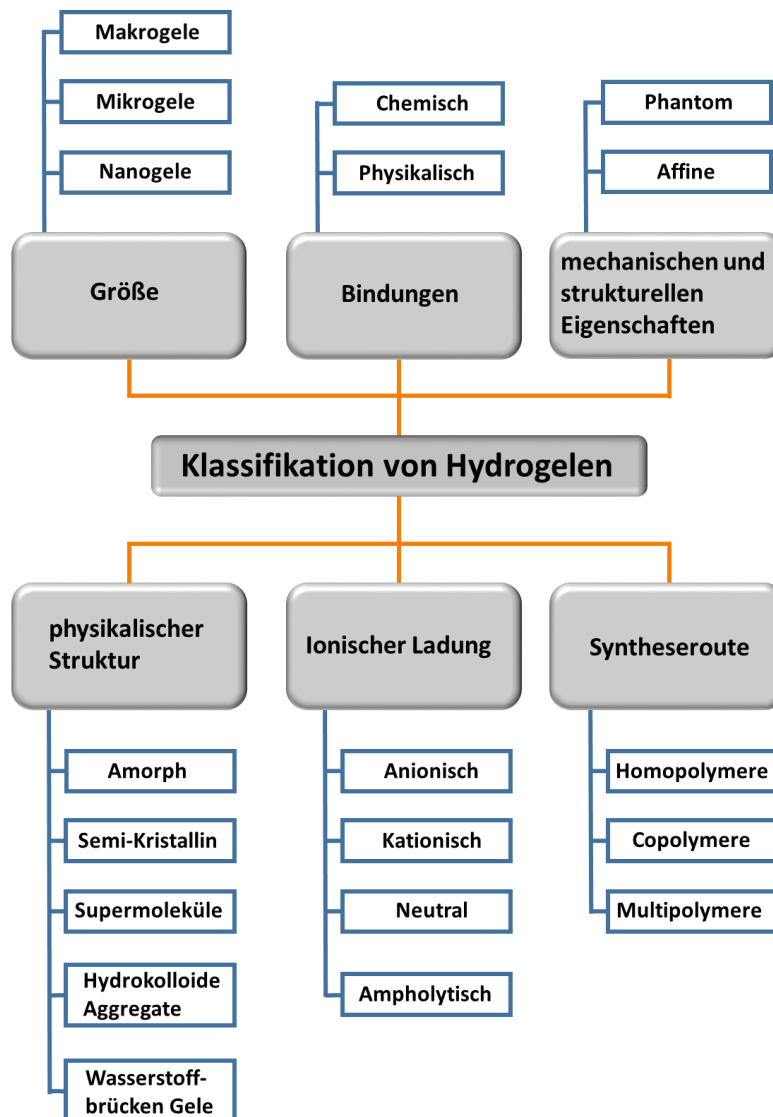 Makrogele
Mikrogele
Nanogele
Größe
Chemisch
Physikalisch
Bindungen
Phantom
Affine
mechanischen und
strukturellen
Eigenschaften
Klassifikation von Hydrogelen
physikalischer
Struktur
Amorph
Semi-Kristallin
Supermoleküle
Hydrokolloide
Aggregate
Wasserstoff-
brücken Gele
Ionischer Ladung
Anionisch
Kationisch
Neutral
Ampholytisch
Syntheseroute
Homopolymere
Copolymere
Multipolymere